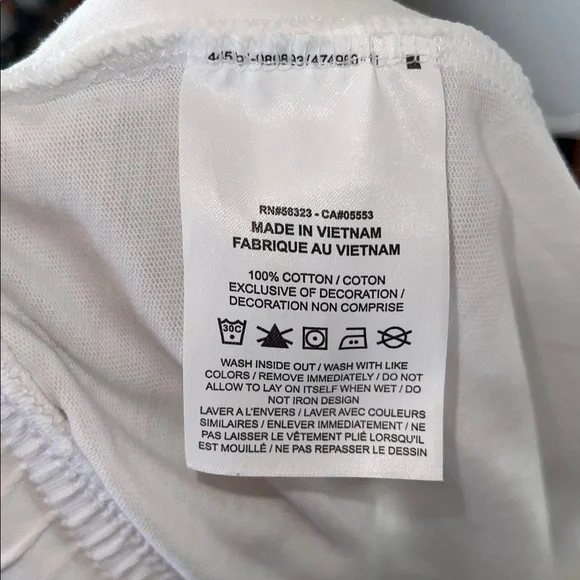 RN#56323 - CA#05553
MADE IN VIETNAM
FABRIQUE AU VIETNAM
100% COTTON / COTON
EXCLUSIVE OF DECORATION /
DECORATION NON COMPRISE
30C
WASH INSIDE OUT / WASH WITH LIKE
COLORS / REMOVE IMMEDIATELY / DO NOT
ALLOW TO LAY ON ITSELF WHEN WET / DO
NOT IRON DESIGN
LAVER A L'ENVERS / LAVER AVEC COULEURS
SIMILAIRES / ENLEVER IMMEDIATEMENT / NE
PAS LAISSER LE VÊTEMENT PLIÉ LORSQU'IL
EST MOUILLÉ / NE PAS REPASSER LE DESSIN